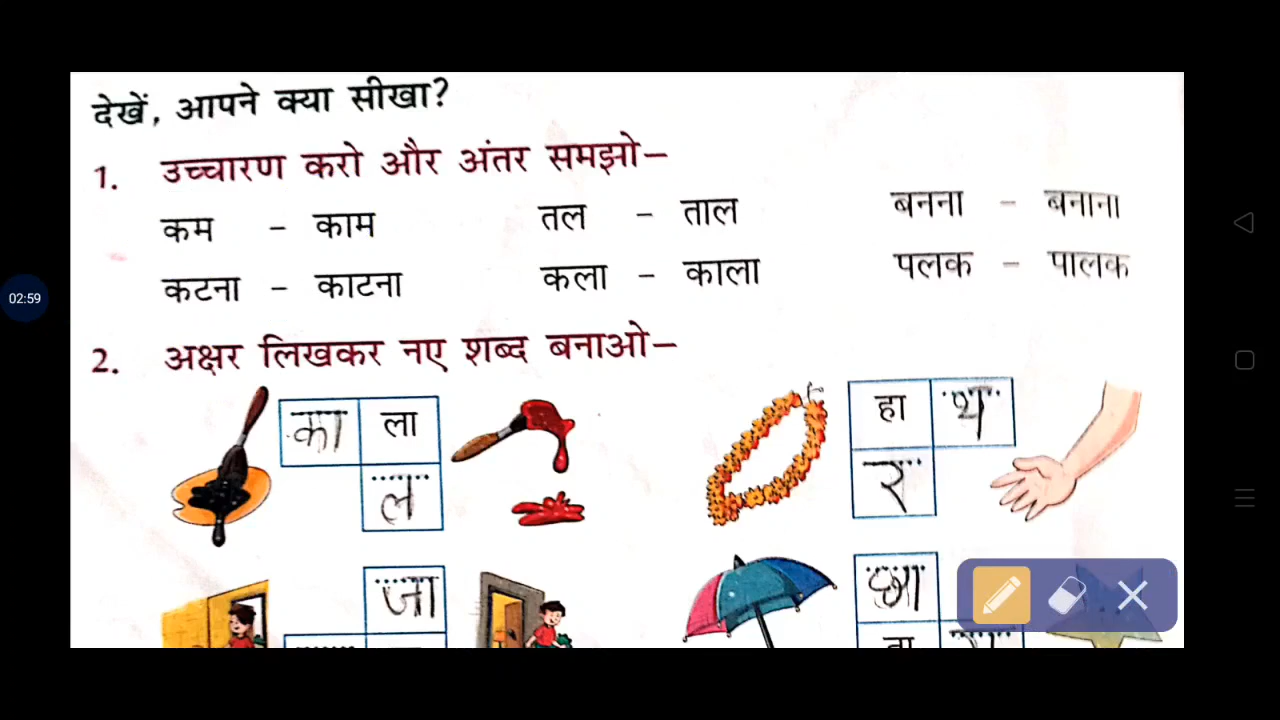 देखें, आपने क्या सीखा?
1. उच्चारण करो और अंतर समझो—
कम - काम तल - ताल बनना - बनाना
कटना - काटना कला - काला पलक - पालक
02:59
2. अक्षर लिखकर नए शब्द बनाओ—
का ला हा थ
ल र
जा छा